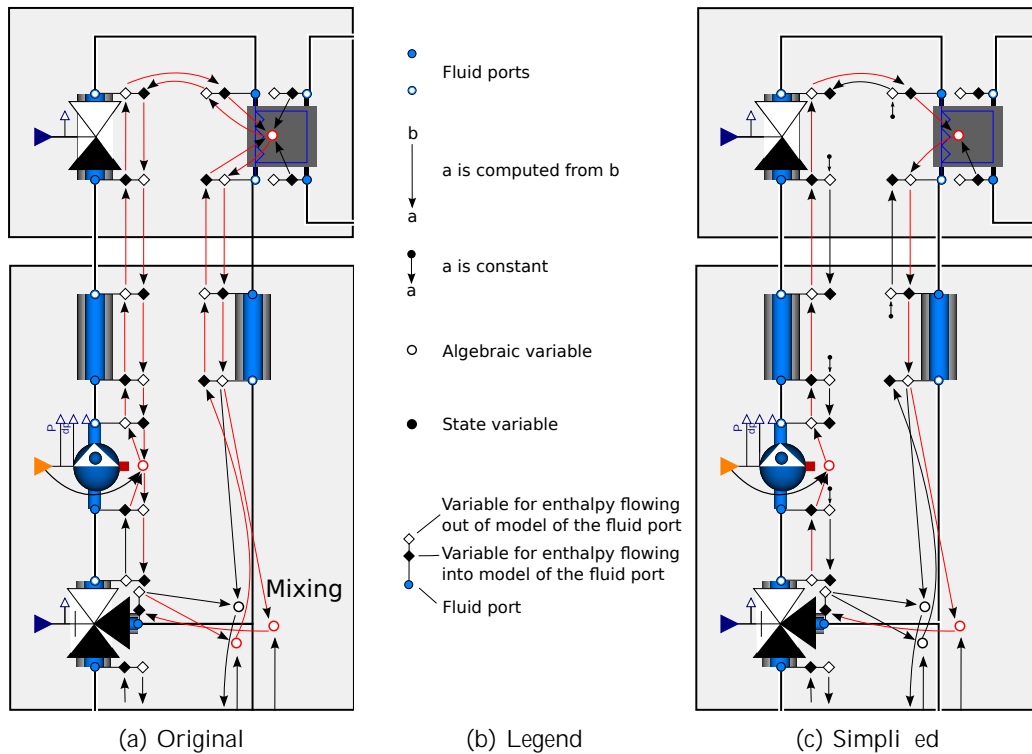 Fluid ports
b
a is computed from b
a
a is constant
a
Algebraic variable
State variable
Variable for enthalpy flowing
out of model of the fluid port
Variable for enthalpy flowing
into model of the fluid port
Fluid port
P
Mixing
P
(a) Original
(b) Legend
(c) Simpli ed